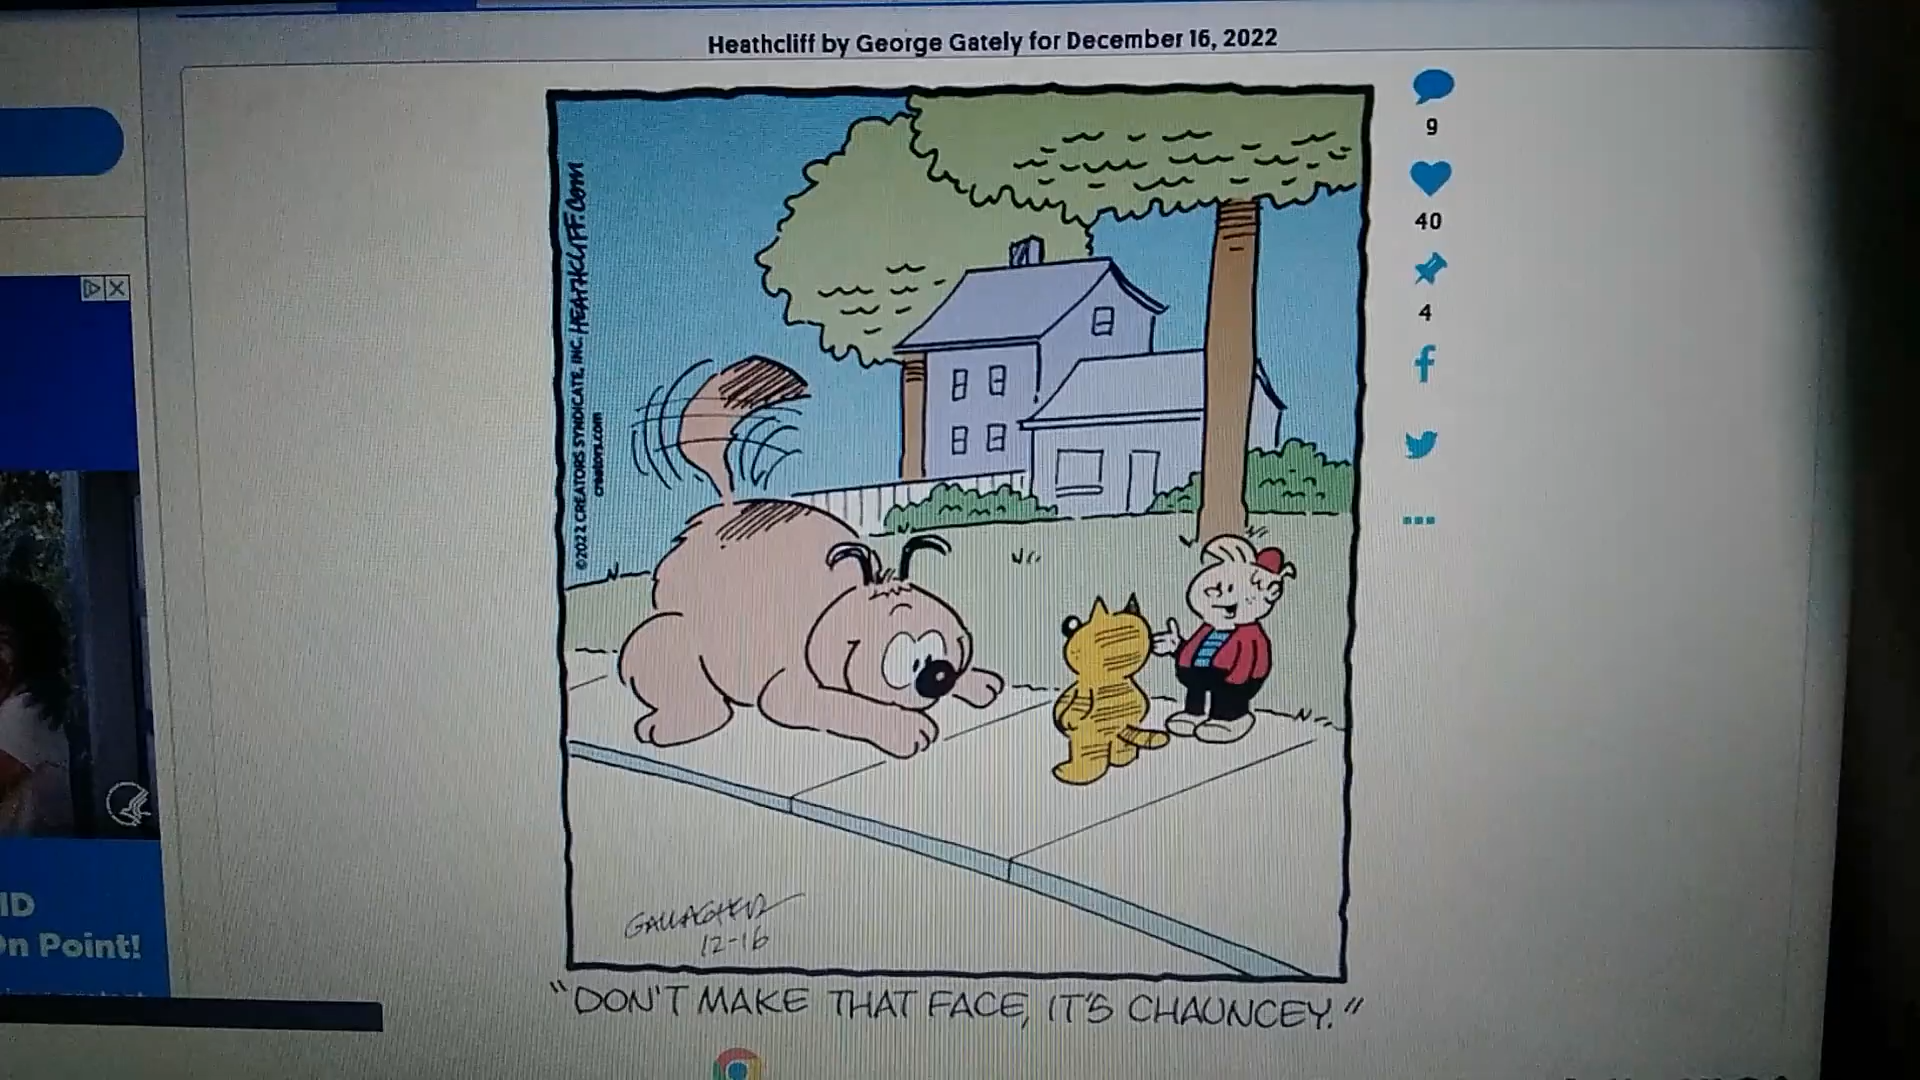 Heathcliff by George Gately for December 16, 2022
9
40
4
©2022 CREATORS SYNDICATE, INC. HEATHCLIFF.COM
creators.com
GALLAGHER
12-16
"DON'T MAKE THAT FACE, IT'S CHAUNCEY."
ID
On Point!